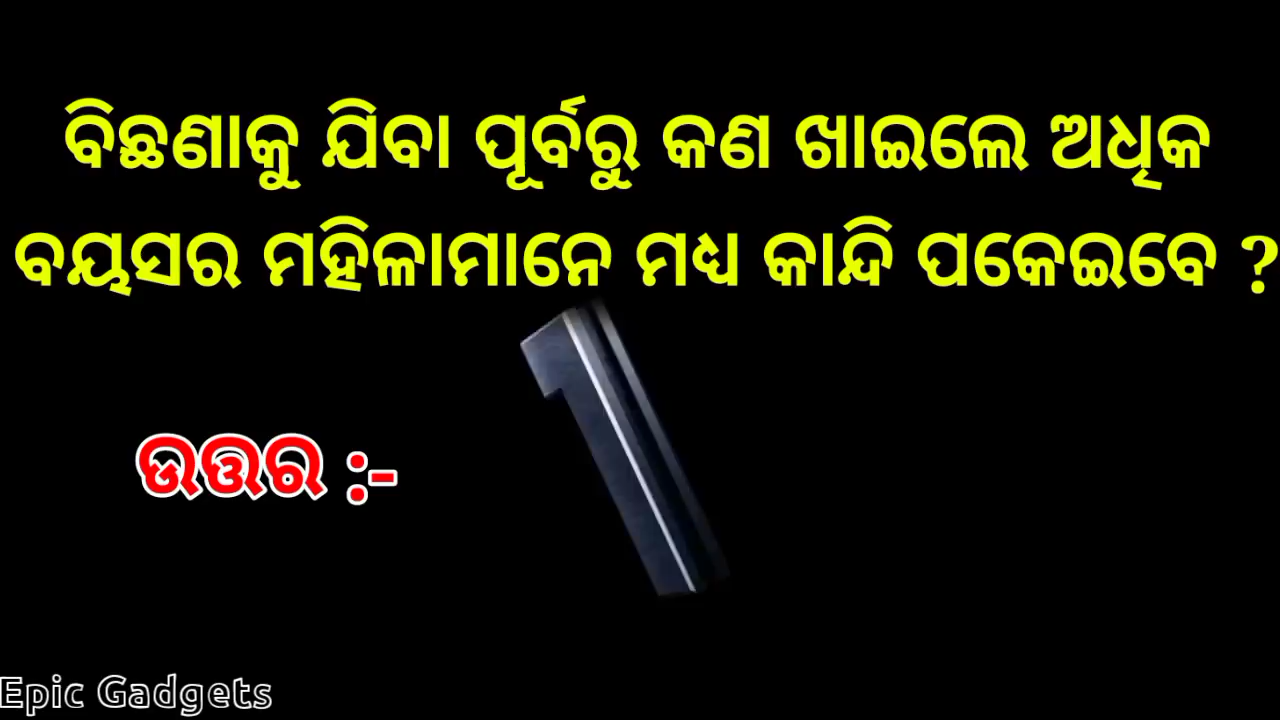 ବିଛଣାକୁ ଯିବା ପୂର୍ବରୁ କଣ ଖାଇଲେ ଅଧିକ
ବୟସର ମହିଳାମାନେ ମଧ୍ୟ କାନ୍ଦି ପକେଇବେ ?
1
ଉତ୍ତର :-
Epic Gadgets